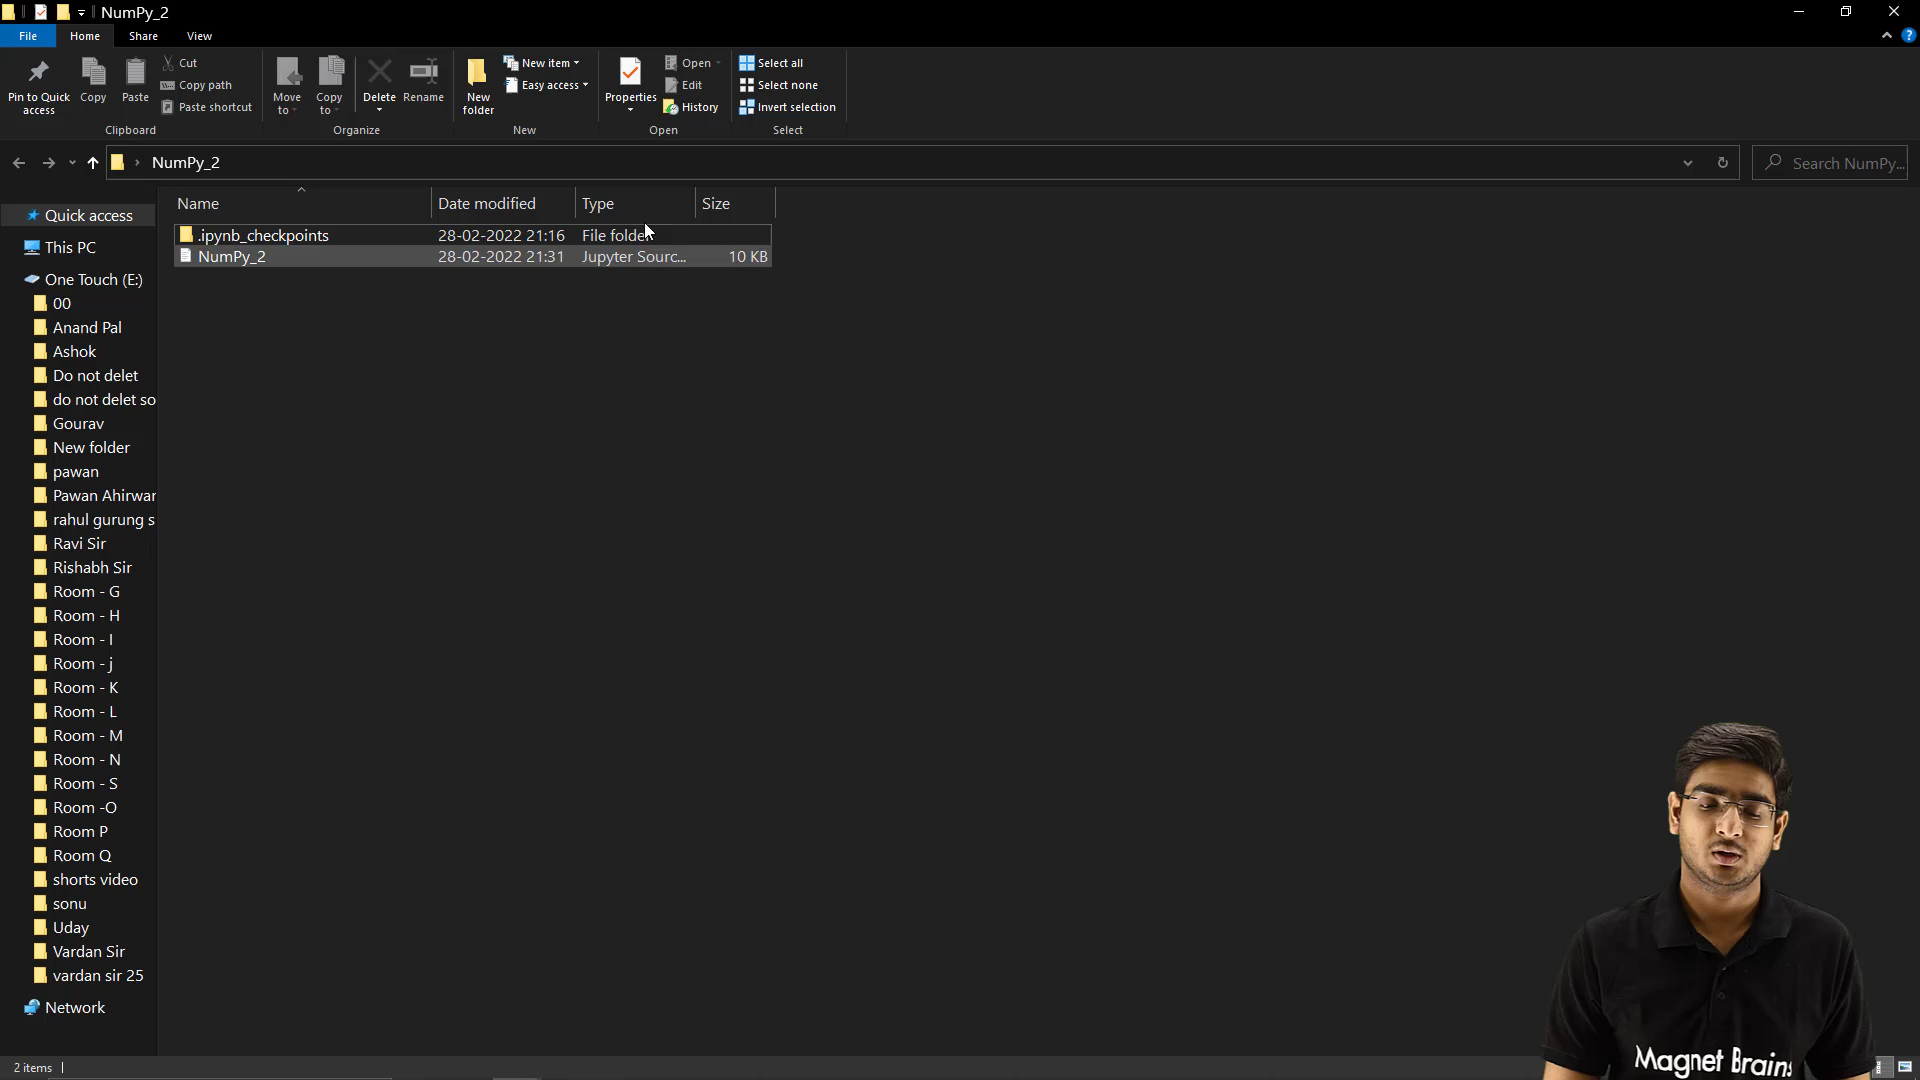 NumPy_2
File
Home
Share
View
Pin to Quick access
Copy
Paste
Cut
Copy path
Paste shortcut
Clipboard
Move to
Copy to
Delete
Rename
Organize
New folder
New item
Easy access
New
Properties
Open
Edit
History
Open
Select all
Select none
Invert selection
Select
NumPy_2
Search NumPy...
Name
Date modified
Type
Size
.ipynb_checkpoints 28-02-2022 21:16 File folder
NumPy_2 28-02-2022 21:31 Jupyter Sourc... 10 KB
Quick access
This PC
One Touch (E:)
00
Anand Pal
Ashok
Do not delet
do not delet so
Gourav
New folder
pawan
Pawan Ahirwar
rahul gurung s
Ravi Sir
Rishabh Sir
Room - G
Room - H
Room - I
Room - j
Room - K
Room - L
Room - M
Room - N
Room - S
Room -O
Room P
Room Q
shorts video
sonu
Uday
Vardan Sir
vardan sir 25
Network
2 items
Magnet Brains